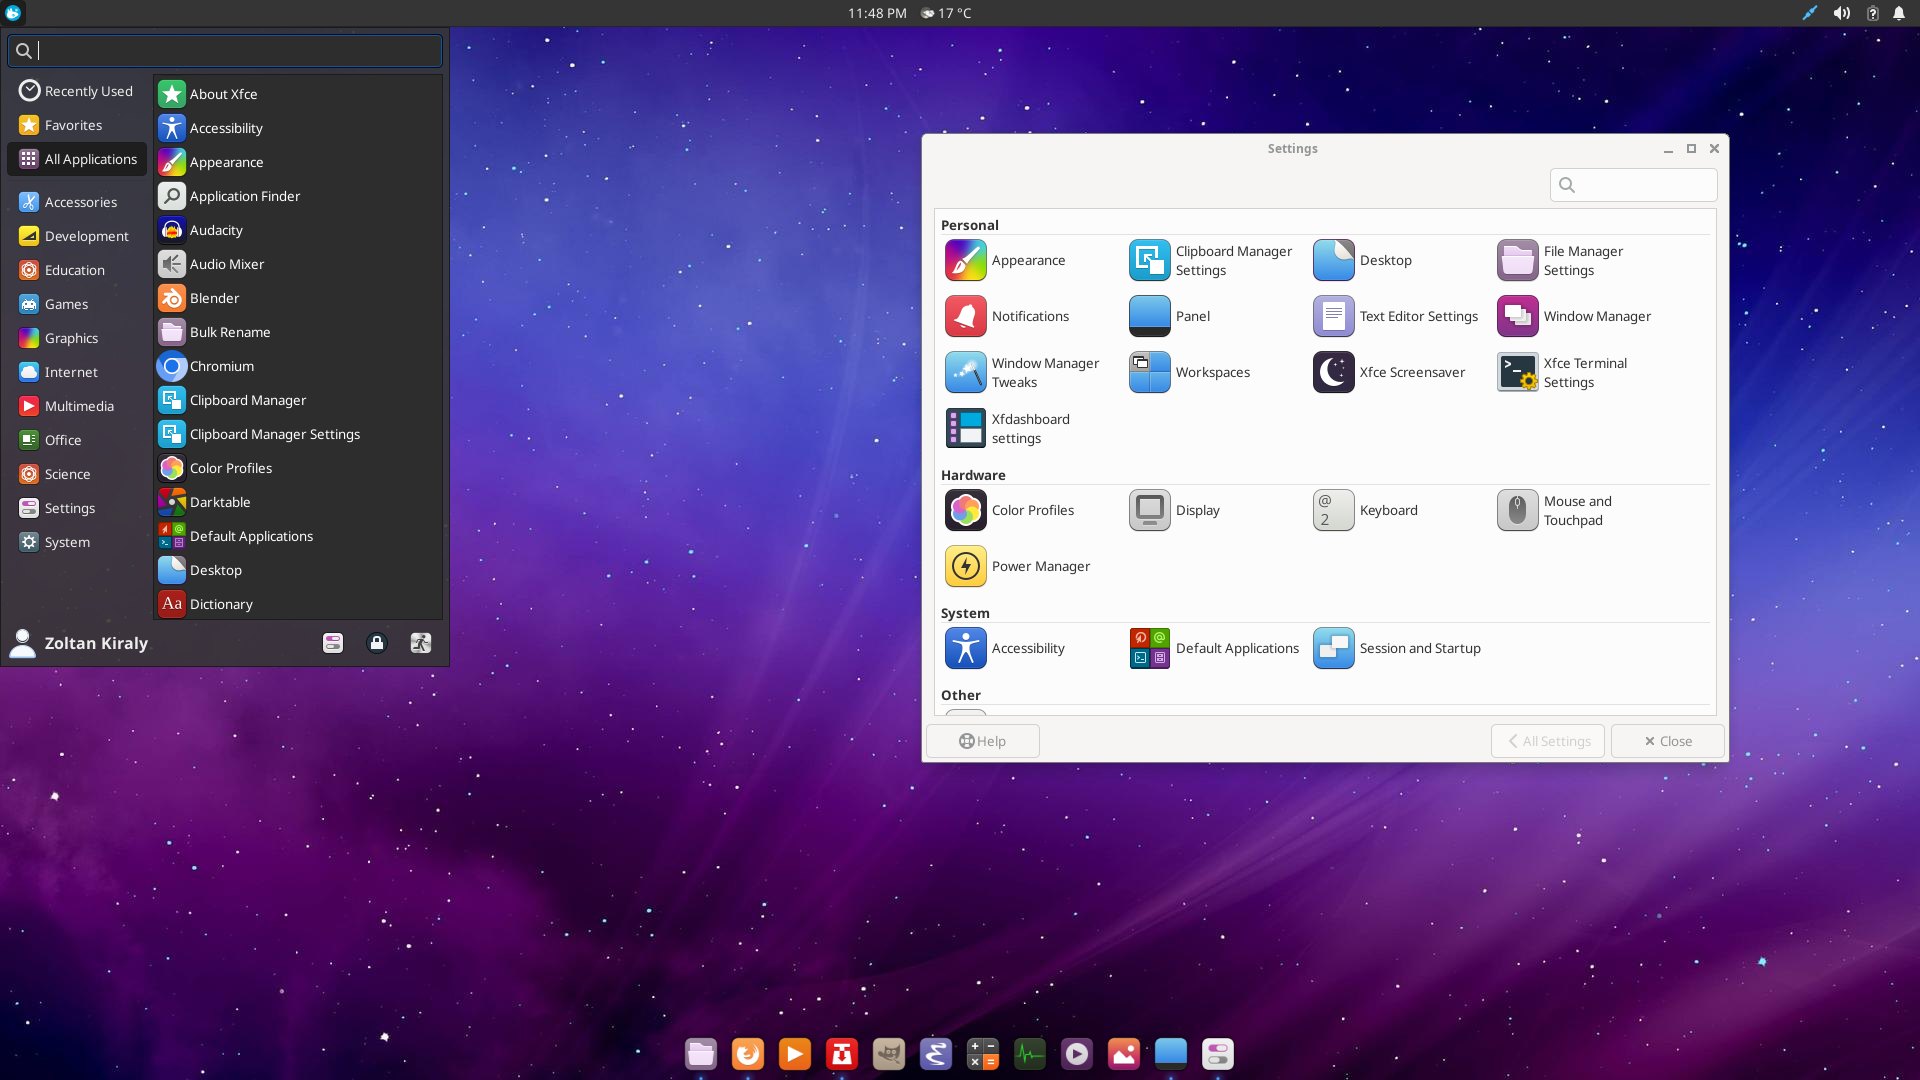 11:48 PM 17 °C
Recently Used
Favorites
All Applications
Accessories
Development
Education
Games
Graphics
Internet
Multimedia
Office
Science
Settings
System
About Xfce
Accessibility
Appearance
Application Finder
Audacity
Audio Mixer
Blender
Bulk Rename
Chromium
Clipboard Manager
Clipboard Manager Settings
Color Profiles
Darktable
Default Applications
Desktop
Aa Dictionary
Zoltan Kiraly
Settings
Personal
Appearance
Clipboard Manager
Settings
Desktop
File Manager
Settings
Notifications
Panel
Text Editor Settings
Window Manager
Window Manager
Tweaks
Workspaces
Xfce Screensaver
Xfce Terminal
Settings
Xfdashboard
settings
Hardware
Color Profiles
Display
@
2
Keyboard
Mouse and
Touchpad
Power Manager
System
Accessibility
Default Applications
Session and Startup
Other
Help
All Settings
Close